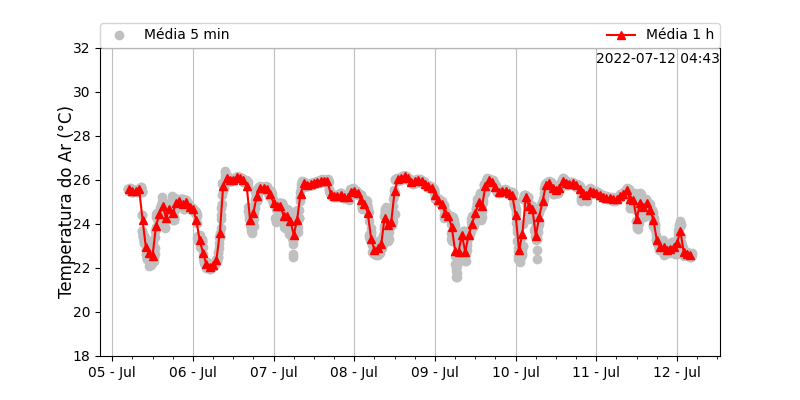 Média 5 min
Média 1 h
2022-07-12 04:43
Temperatura do Ar (°C)
32
30
28
26
24
22
20
18
05 - Jul
06 - Jul
07 - Jul
08 - Jul
09 - Jul
10 - Jul
11 - Jul
12 - Jul